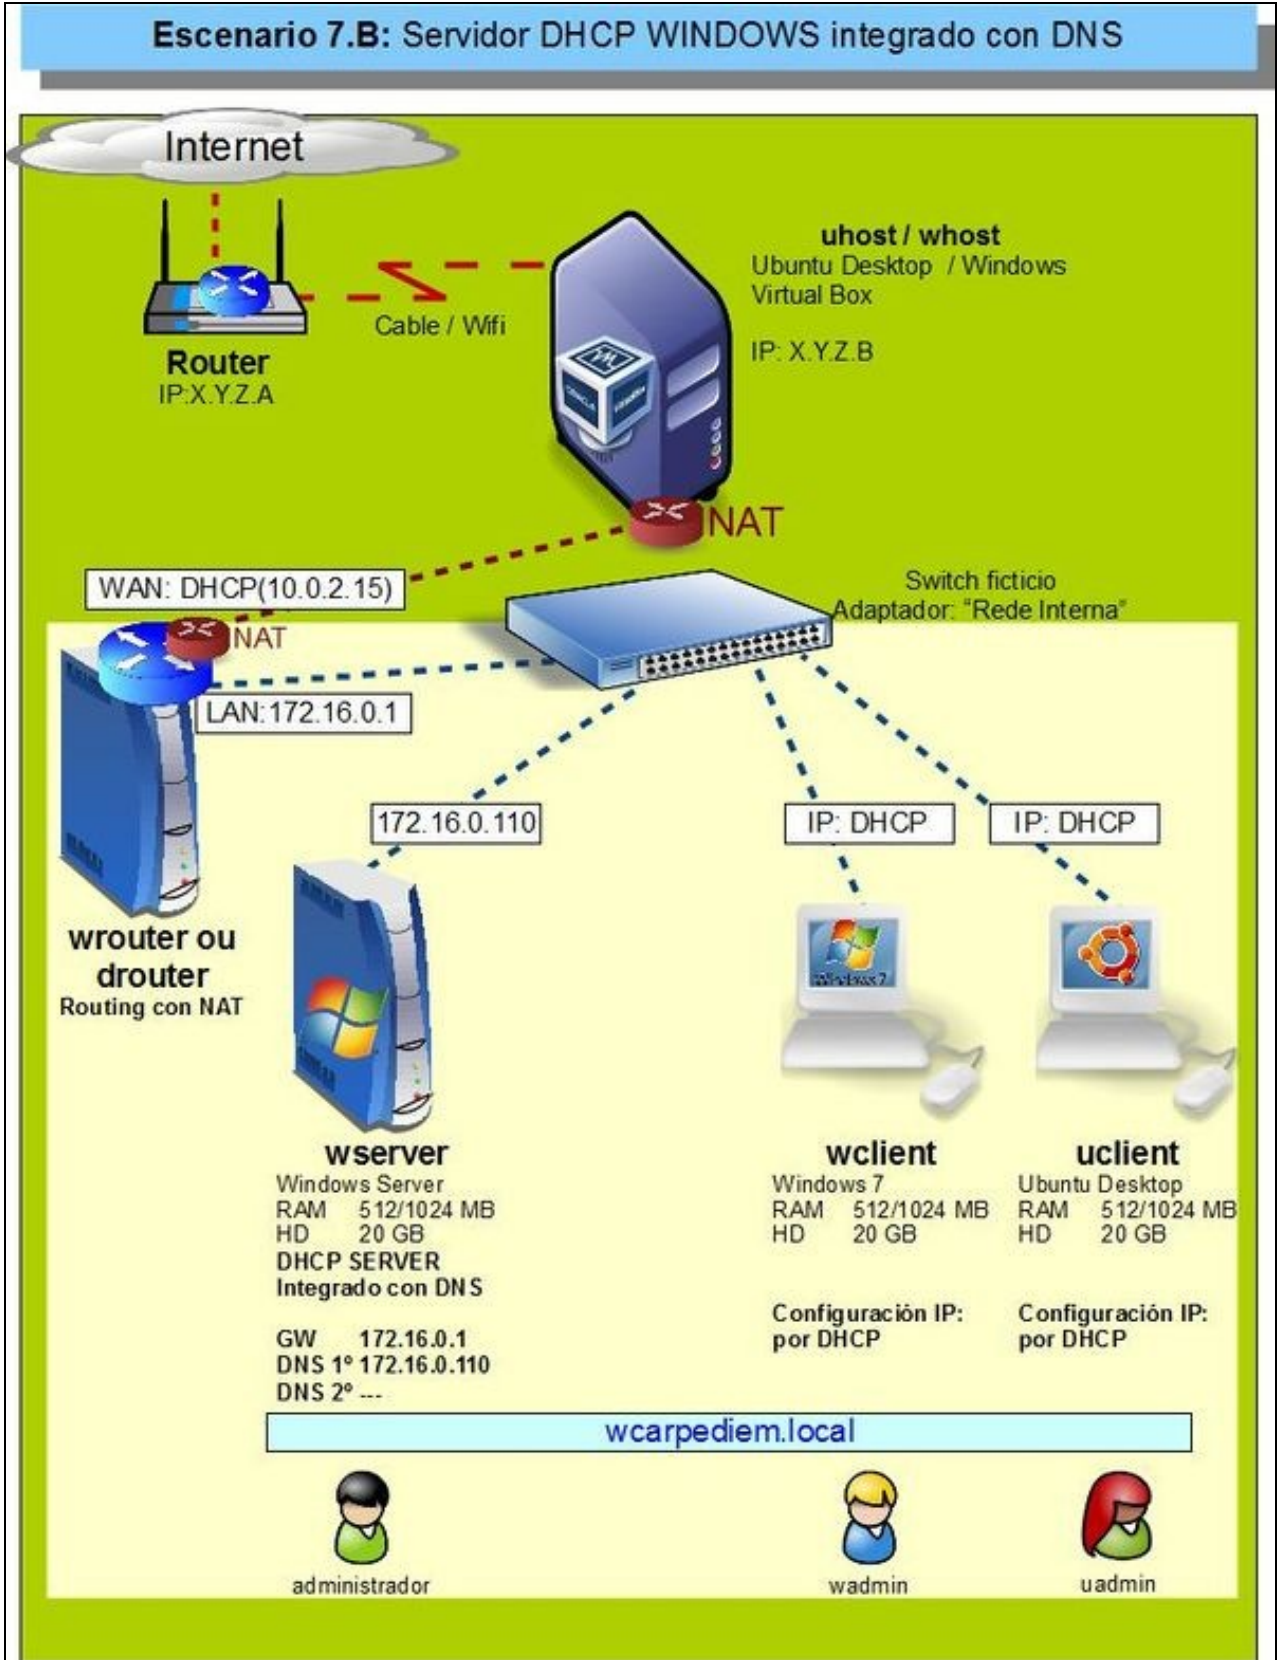 Escenario 7.B: Servidor DHCP WINDOWS integrado con DNS
Internet
uhost / whost
Ubuntu Desktop / Windows
Virtual Box
IP: X.Y.Z.B
Cable / Wifi
Router
IP:X.Y.Z.A
NAT
WAN: DHCP(10.0.2.15)
Switch ficticio
Adaptador: "Rede Interna"
NAT
LAN:172.16.0.1
172.16.0.110
IP: DHCP
IP: DHCP
wrouter ou
drouter
Routing con NAT
Windows 7
wserver
Windows Server
RAM 512/1024 MB
HD 20 GB
DHCP SERVER
Integrado con DNS
GW 172.16.0.1
DNS 1º 172.16.0.110
DNS 2º ---
wclient
Windows 7
RAM 512/1024 MB
HD 20 GB
Configuración IP:
por DHCP
uclient
Ubuntu Desktop
RAM 512/1024 MB
HD 20 GB
Configuración IP:
por DHCP
wcarpediem.local
administrador
wadmin
uadmin